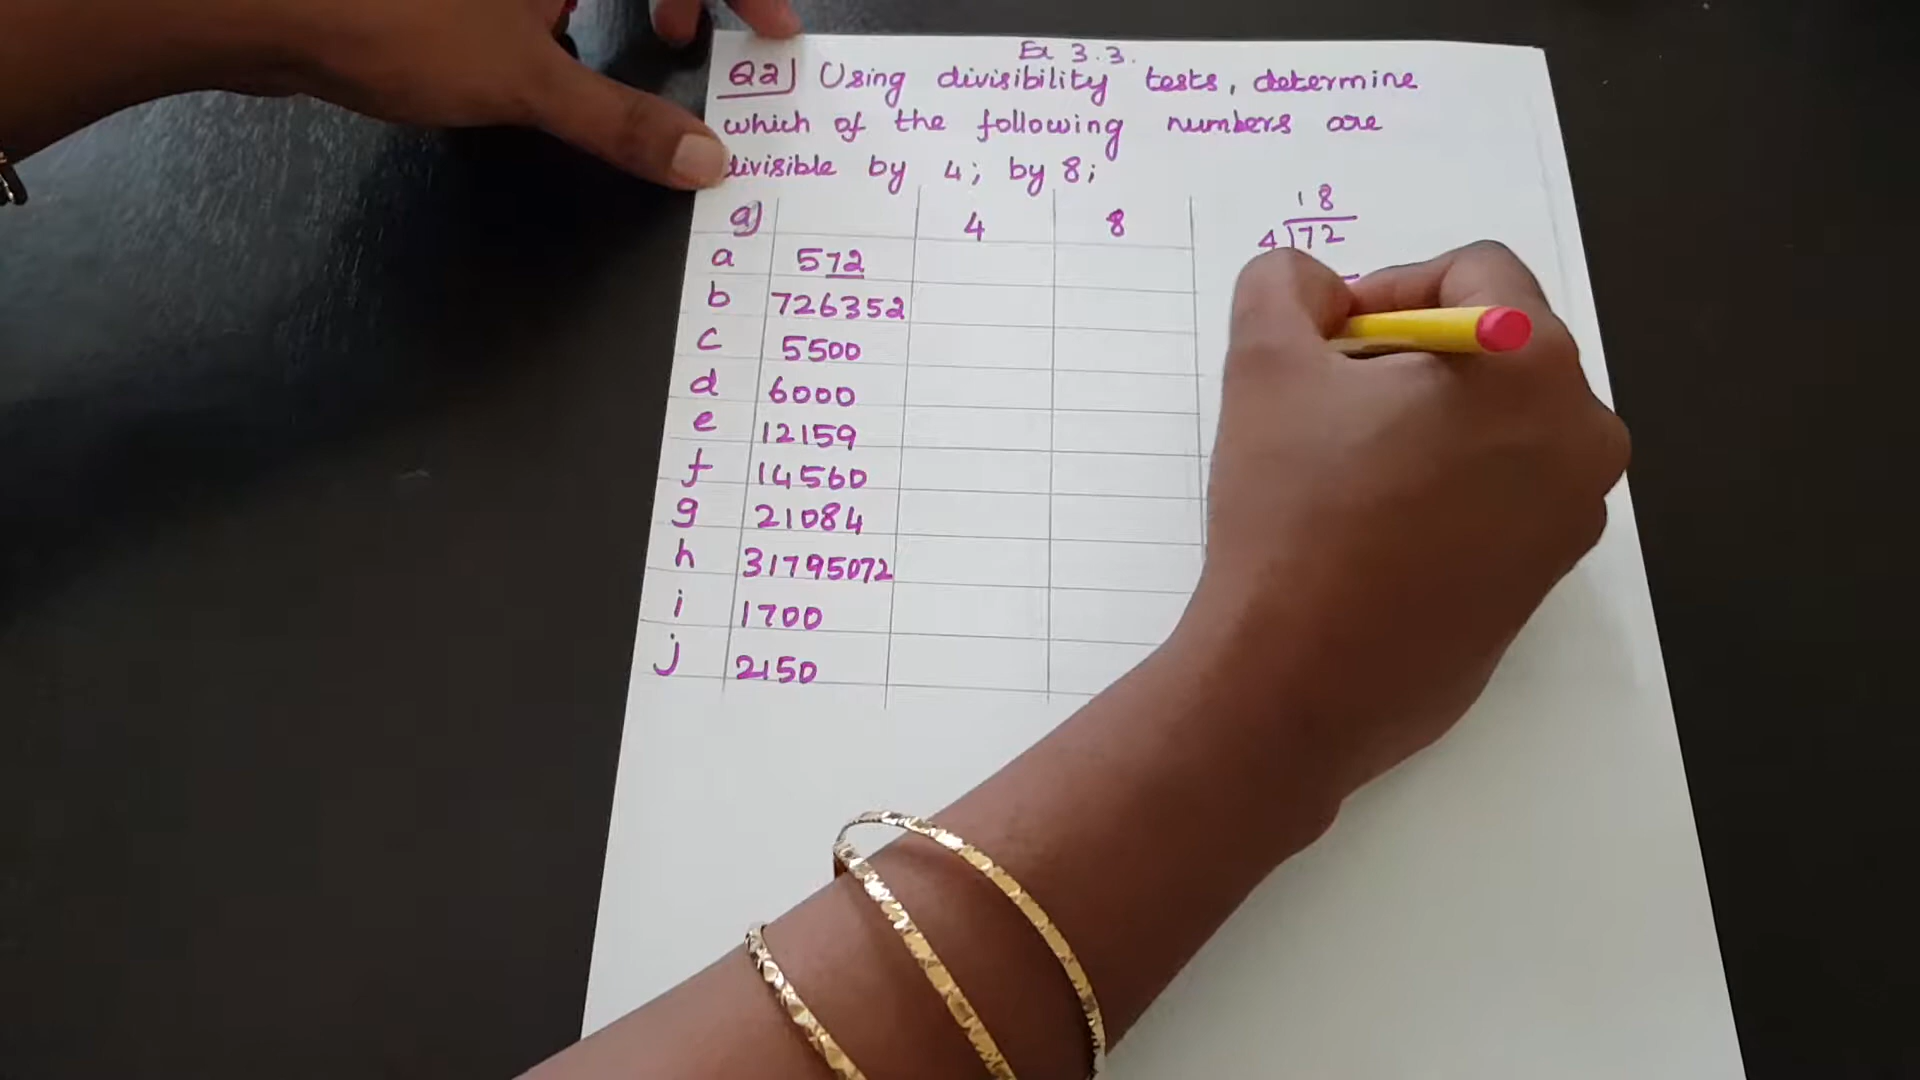 Ex 3.3.
Q2) Using divisibility tests, determine
which of the following numbers are
divisible by 4; by 8;
a) 4 8
a 572
b 726352
c 5500
d 6000
e 12159
f 14560
g 21084
h 31795072
i 1700
j 2150
18
4)72